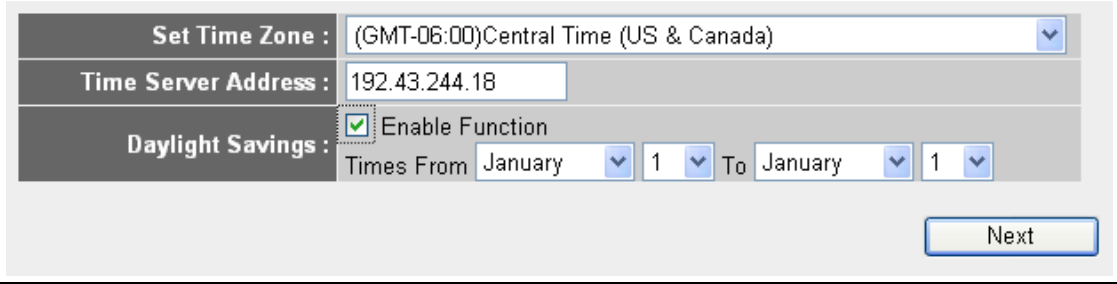 Set Time Zone : (GMT-06:00)Central Time (US & Canada)
Time Server Address : 192.43.244.18
Daylight Savings : Enable Function
Times From January 1 To January 1
Next